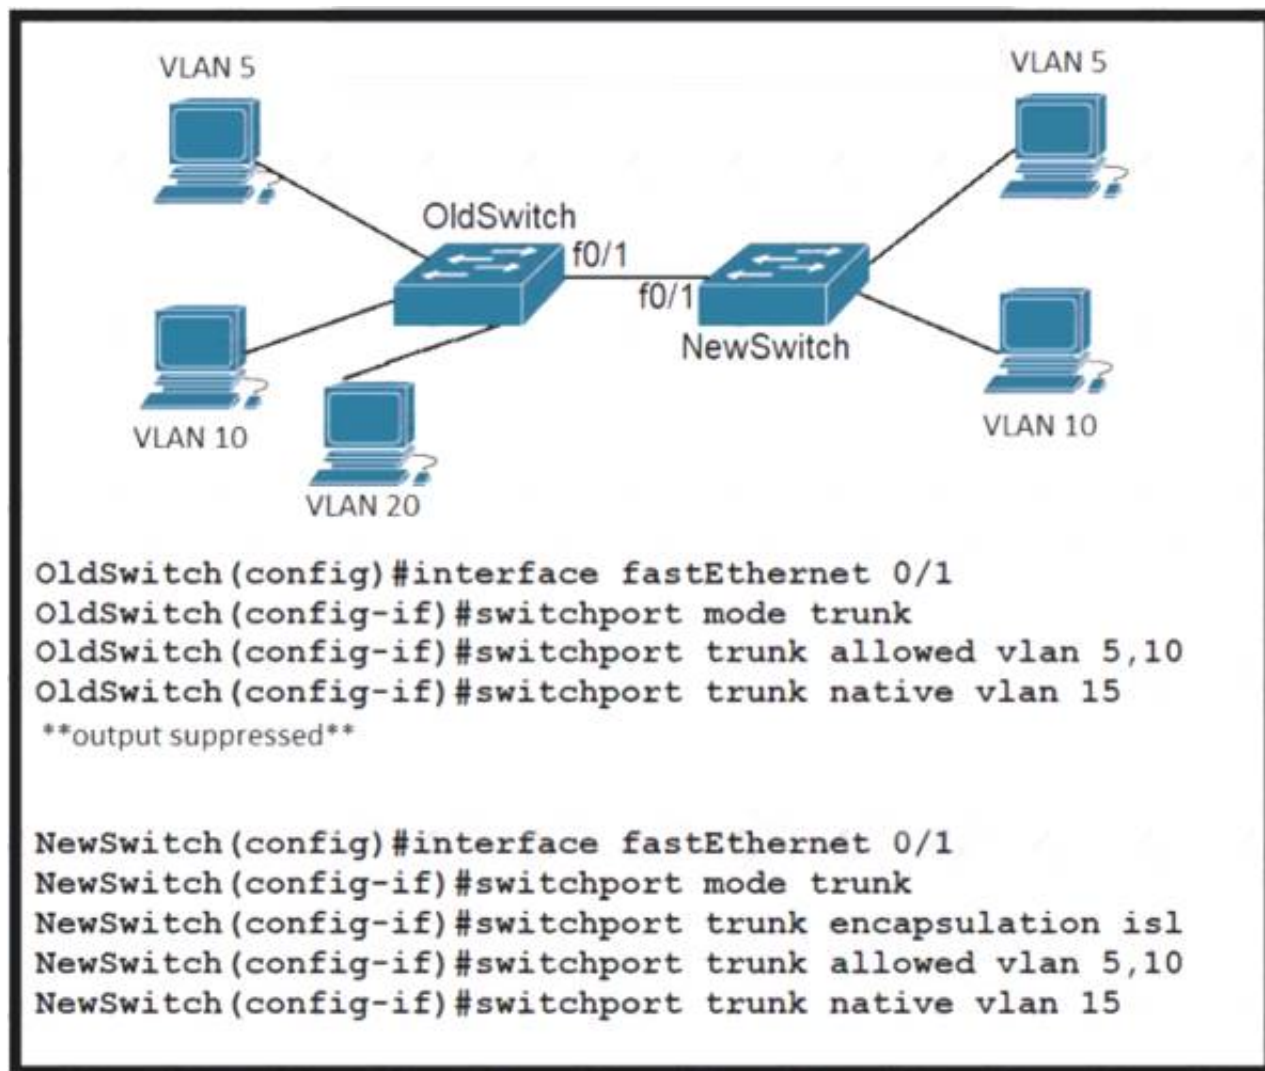 VLAN 5
VLAN 5
OldSwitch
f0/1
f0/1
NewSwitch
VLAN 10
VLAN 10
VLAN 20
OldSwitch(config)#interface fastEthernet 0/1
OldSwitch(config-if)#switchport mode trunk
OldSwitch(config-if)#switchport trunk allowed vlan 5,10
OldSwitch(config-if)#switchport trunk native vlan 15
**output suppressed**
NewSwitch(config)#interface fastEthernet 0/1
NewSwitch(config-if)#switchport mode trunk
NewSwitch(config-if)#switchport trunk encapsulation isl
NewSwitch(config-if)#switchport trunk allowed vlan 5,10
NewSwitch(config-if)#switchport trunk native vlan 15